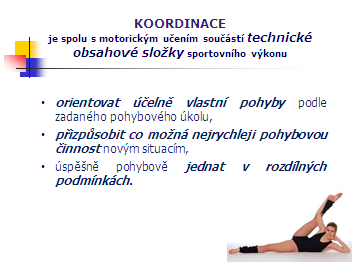 KOORDINACE
je spolu s motorickým učením součástí technické
obsahové složky sportovního výkonu
• orientovat účelně vlastní pohyby podle
zadaného pohybového úkolu,
• přizpůsobit co možná nejrychleji pohybovou
činnost novým situacím,
• úspěšně pohybově jednat v rozdílných
podmínkách.